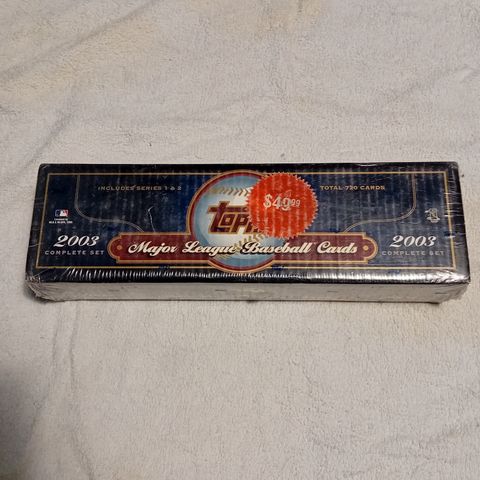 INCLUDES SERIES 1 & 2
TOTAL 720 CARDS
$49.99
Topps
2003
COMPLETE SET
Major League Baseball Cards
2003
COMPLETE SET